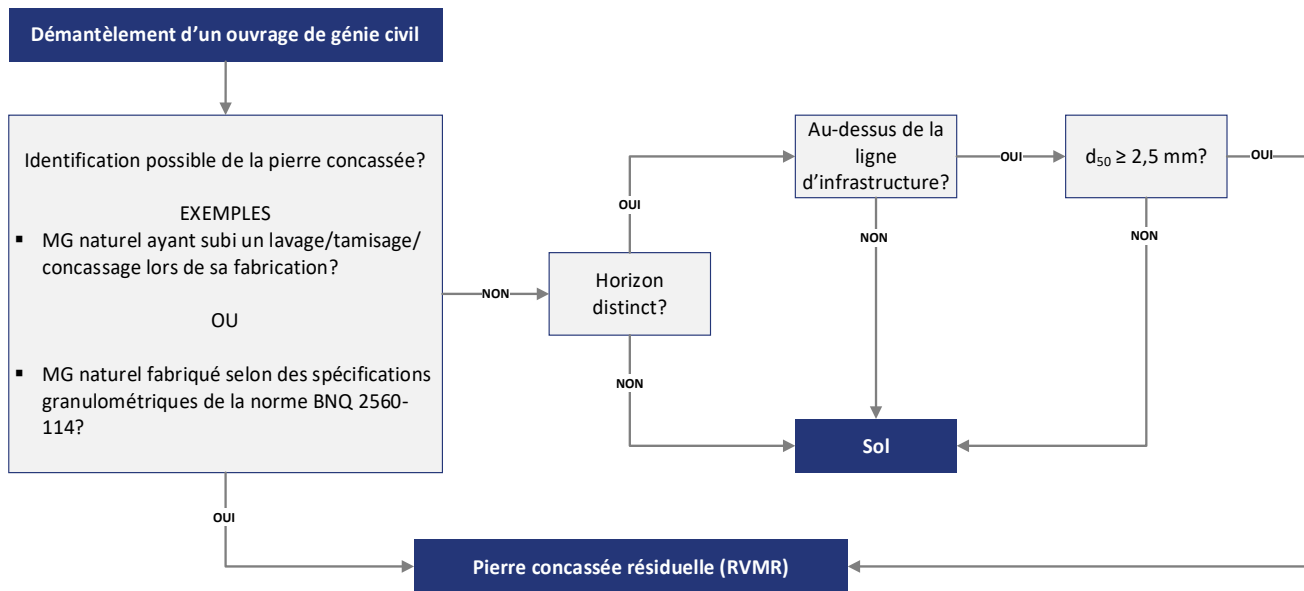 Démantèlement d'un ouvrage de génie civil
Identification possible de la pierre concassée?
EXEMPLES
▪ MG naturel ayant subi un lavage/tamisage/
concassage lors de sa fabrication?
OU
▪ MG naturel fabriqué selon des spécifications
granulométriques de la norme BNQ 2560-
114?
NON
OUI
Horizon
distinct?
OUI
NON
Au-dessus de la
ligne
d'infrastructure?
OUI
NON
d₅₀ ≥ 2,5 mm?
OUI
NON
Sol
Pierre concassée résiduelle (RVMR)